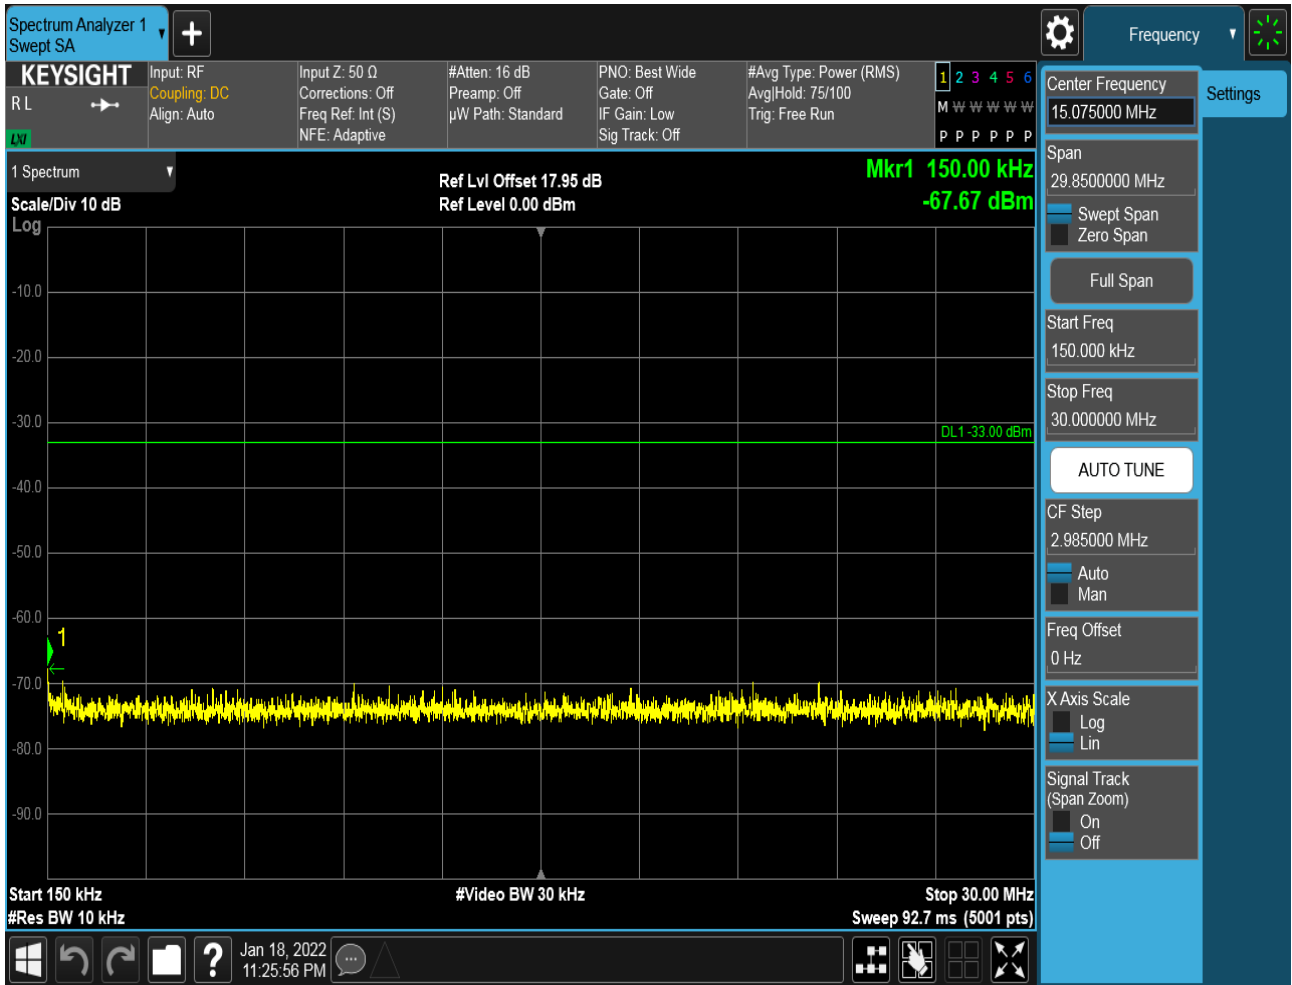 Spectrum Analyzer 1
Swept SA
Frequency
KEYSIGHT
R L
LXI
Input: RF
Coupling: DC
Align: Auto
Input Z: 50 Ω
Corrections: Off
Freq Ref: Int (S)
NFE: Adaptive
#Atten: 16 dB
Preamp: Off
µW Path: Standard
PNO: Best Wide
Gate: Off
IF Gain: Low
Sig Track: Off
#Avg Type: Power (RMS)
Avg|Hold: 75/100
Trig: Free Run
1 2 3 4 5 6
M W W W W W
P P P P P P
1 Spectrum
Scale/Div 10 dB
Log
Ref Lvl Offset 17.95 dB
Ref Level 0.00 dBm
Mkr1 150.00 kHz
-67.67 dBm
-10.0
-20.0
-30.0
DL1 -33.00 dBm
-40.0
-50.0
-60.0
1
-70.0
-80.0
-90.0
Start 150 kHz
#Video BW 30 kHz
Stop 30.00 MHz
#Res BW 10 kHz
Sweep 92.7 ms (5001 pts)
?
Jan 18, 2022
11:25:56 PM
Center Frequency
15.075000 MHz
Settings
Span
29.8500000 MHz
Swept Span
Zero Span
Full Span
Start Freq
150.000 kHz
Stop Freq
30.000000 MHz
AUTO TUNE
CF Step
2.985000 MHz
Auto
Man
Freq Offset
0 Hz
X Axis Scale
Log
Lin
Signal Track
(Span Zoom)
On
Off